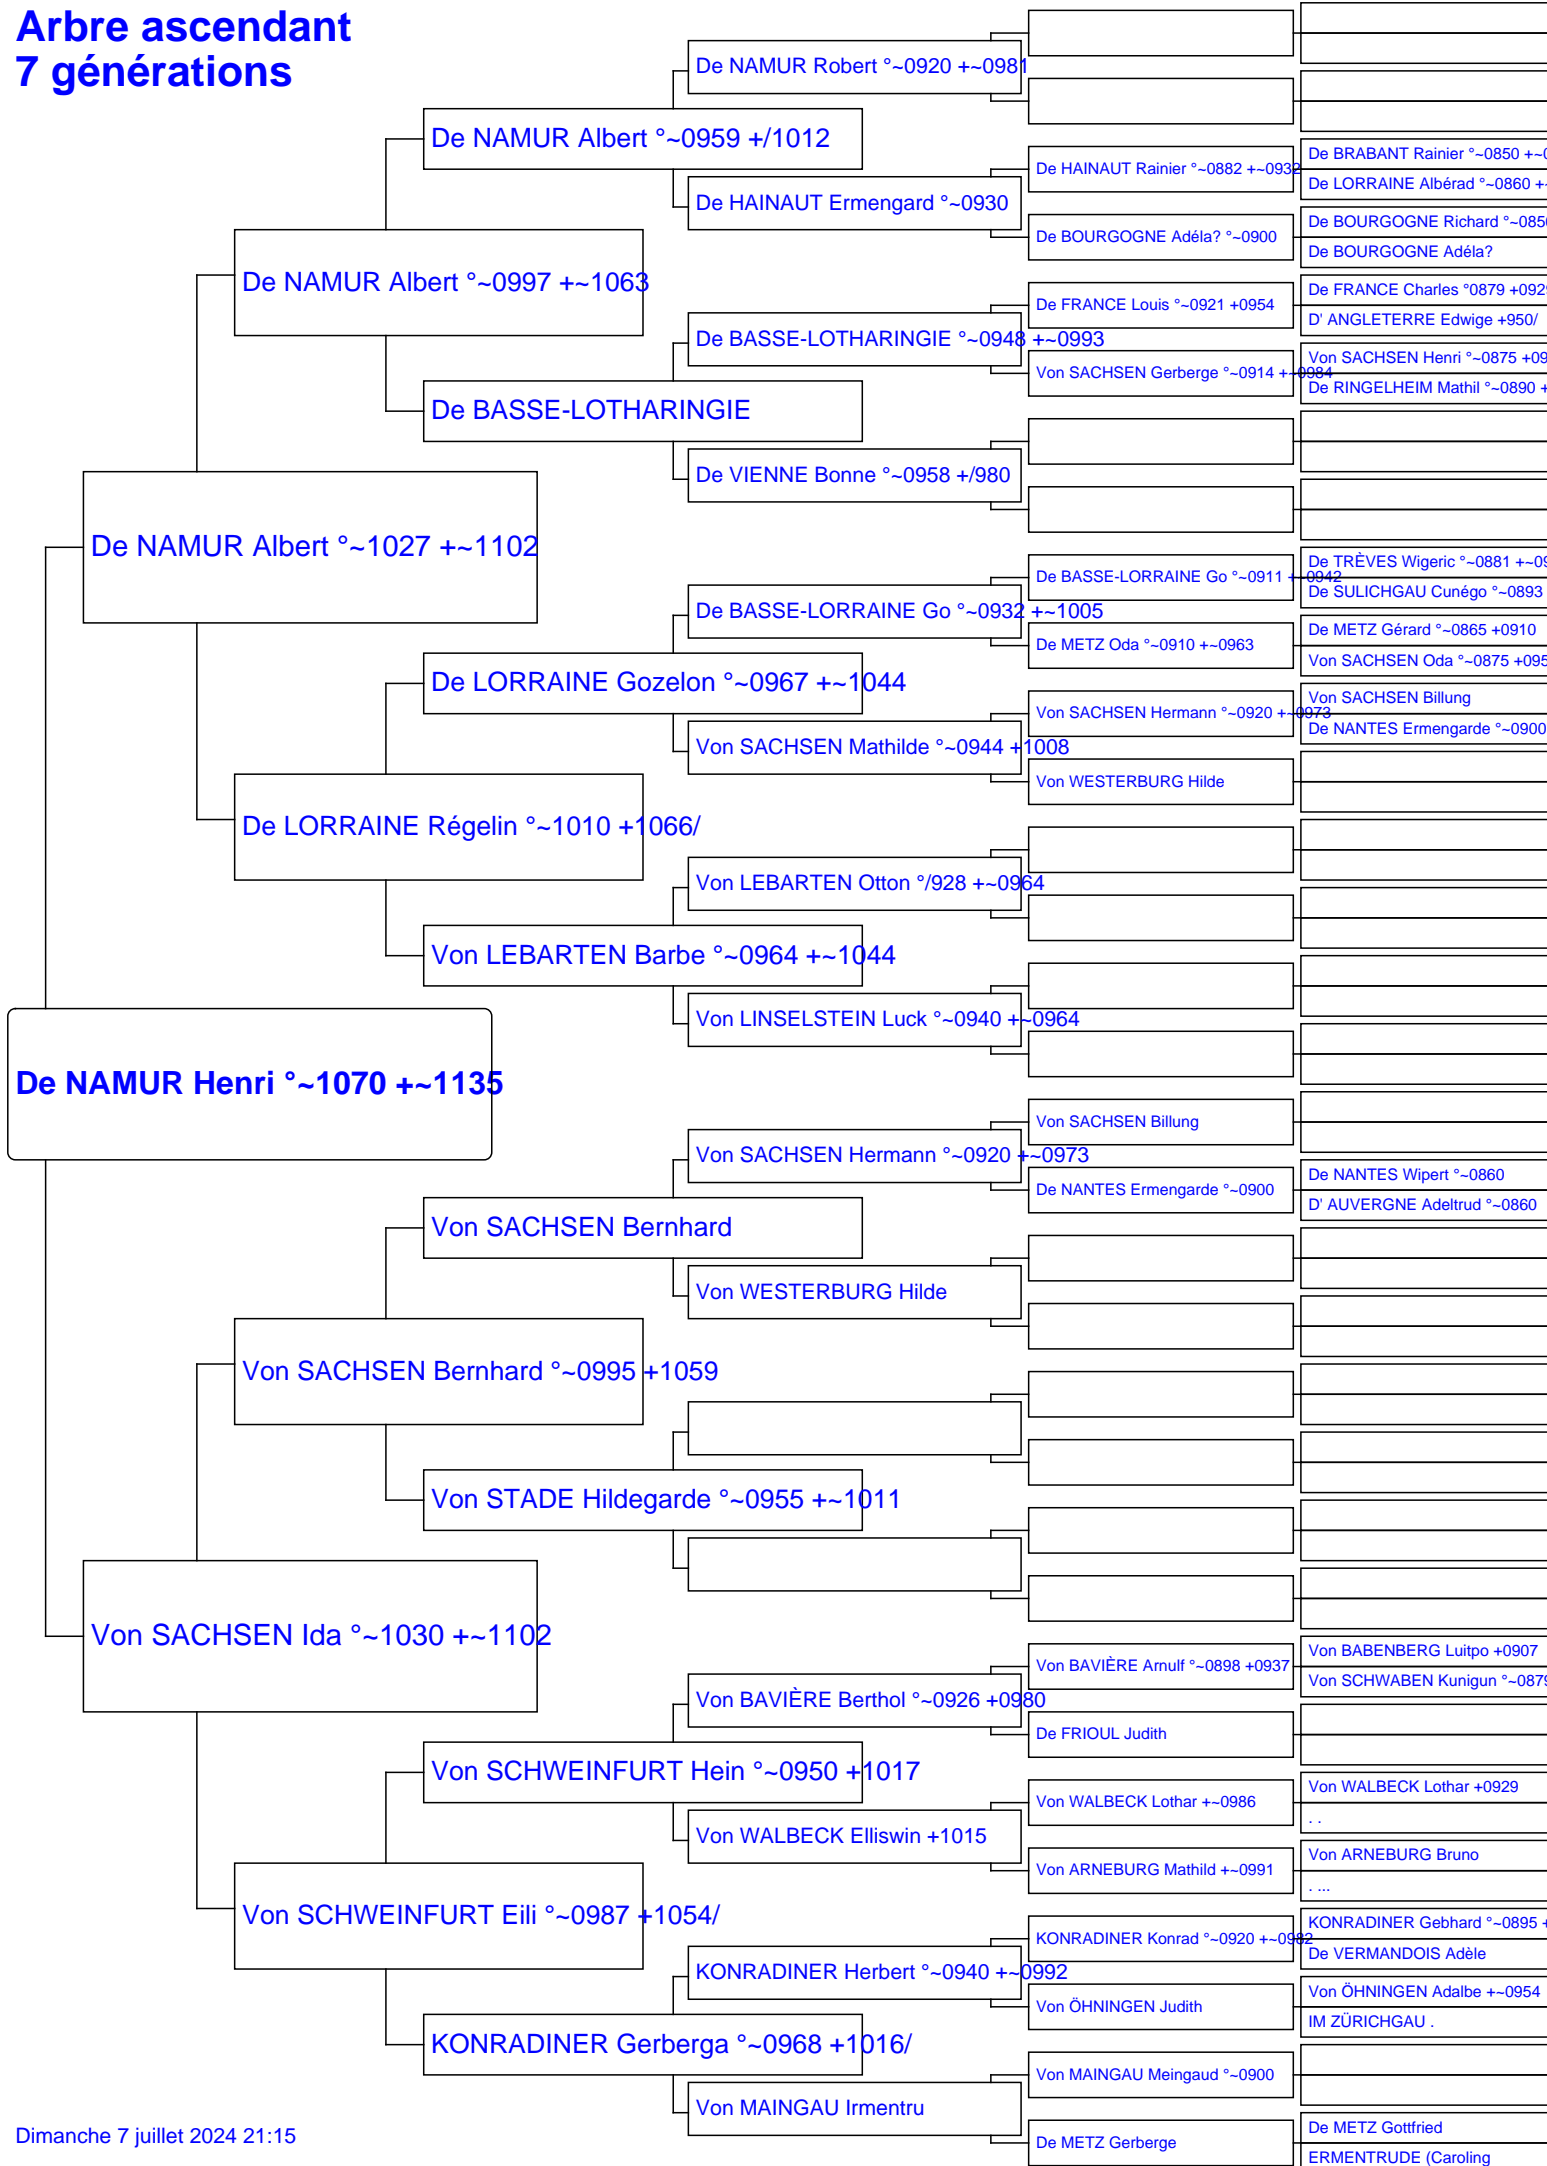 Arbre ascendant
7 générations
De NAMUR Robert °~0920 +~0981
De NAMUR Albert °~0959 +/1012
De BRABANT Rainier °~0850 +~0
De HAINAUT Rainier °~0882 +~0932
De LORRAINE Albérad °~0860 +~
De HAINAUT Ermengard °~0930
De BOURGOGNE Richard °~0850
De BOURGOGNE Adéla? °~0900
De BOURGOGNE Adéla?
De NAMUR Albert °~0997 +~1063
De FRANCE Charles °0879 +0929
De FRANCE Louis °~0921 +0954
D' ANGLETERRE Edwige +950/
De BASSE-LOTHARINGIE °~0948 +~0993
Von SACHSEN Henri °~0875 +09
Von SACHSEN Gerberge °~0914 +~0984
De RINGELHEIM Mathil °~0890 +
De BASSE-LOTHARINGIE
De VIENNE Bonne °~0958 +/980
De NAMUR Albert °~1027 +~1102
De TRÈVES Wigeric °~0881 +~09
De BASSE-LORRAINE Go °~0911 +~0942
De SULICHGAU Cunégo °~0893
De BASSE-LORRAINE Go °~0932 +~1005
De METZ Gérard °~0865 +0910
De METZ Oda °~0910 +~0963
Von SACHSEN Oda °~0875 +095
De LORRAINE Gozelon °~0967 +~1044
Von SACHSEN Billung
Von SACHSEN Hermann °~0920 +~0973
De NANTES Ermengarde °~0900
Von SACHSEN Mathilde °~0944 +1008
Von WESTERBURG Hilde
De LORRAINE Régelin °~1010 +1066/
Von LEBARTEN Otton °/928 +~0964
Von LEBARTEN Barbe °~0964 +~1044
Von LINSELSTEIN Luck °~0940 +~0964
De NAMUR Henri °~1070 +~1135
Von SACHSEN Billung
Von SACHSEN Hermann °~0920 +~0973
De NANTES Wipert °~0860
De NANTES Ermengarde °~0900
D' AUVERGNE Adeltrud °~0860
Von SACHSEN Bernhard
Von WESTERBURG Hilde
Von SACHSEN Bernhard °~0995 +1059
Von STADE Hildegarde °~0955 +~1011
Von SACHSEN Ida °~1030 +~1102
Von BABENBERG Luitpo +0907
Von BAVIÈRE Arnulf °~0898 +0937
Von SCHWABEN Kunigun °~0879
Von BAVIÈRE Berthol °~0926 +0980
De FRIOUL Judith
Von SCHWEINFURT Hein °~0950 +1017
Von WALBECK Lothar +0929
Von WALBECK Lothar +~0986
. .
Von WALBECK Elliswin +1015
Von ARNEBURG Bruno
Von ARNEBURG Mathild +~0991
. ...
Von SCHWEINFURT Eili °~0987 +1054/
KONRADINER Gebhard °~0895 +
KONRADINER Konrad °~0920 +~0982
De VERMANDOIS Adèle
KONRADINER Herbert °~0940 +~0992
Von ÖHNINGEN Adalbe +~0954
Von ÖHNINGEN Judith
IM ZÜRICHGAU .
KONRADINER Gerberga °~0968 +1016/
Von MAINGAU Meingaud °~0900
Von MAINGAU Irmentru
De METZ Gottfried
De METZ Gerberge
ERMENTRUDE (Caroling
Dimanche 7 juillet 2024 21:15